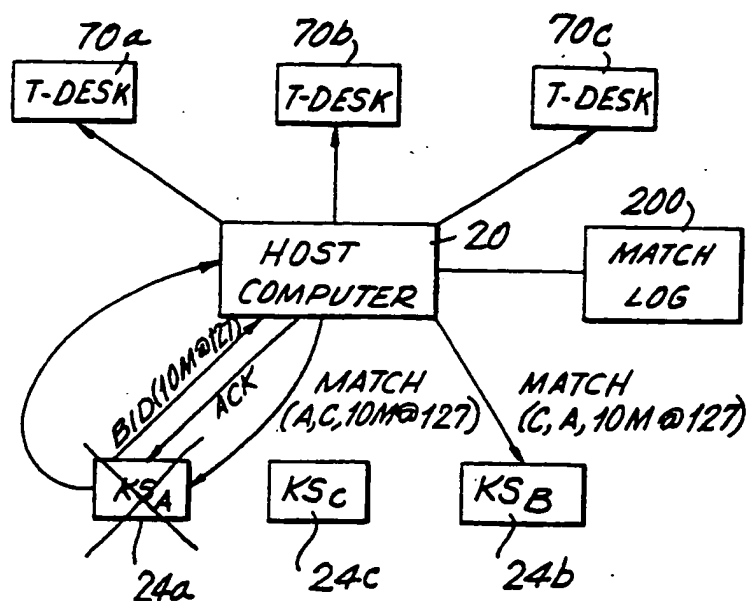 70a
70b
70c
T-DESK
T-DESK
T-DESK
20
200
HOST
COMPUTER
MATCH
LOG
BID(10M@127)
ACK
MATCH
(A,C,10M@127)
MATCH
(C,A,10M@127)
KSA
KSC
KSB
24a
24c
24b